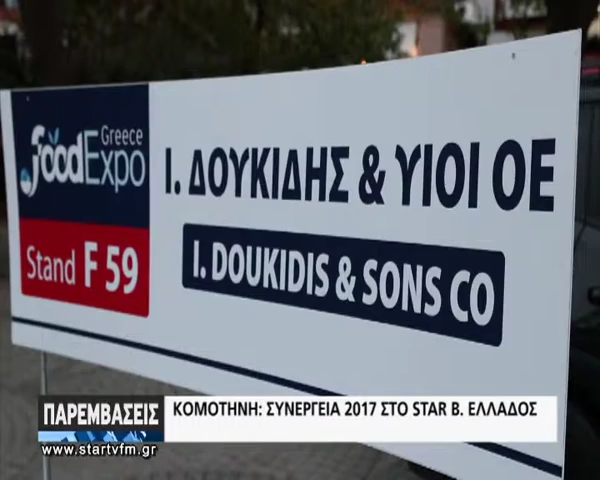 food Expo
Greece
Stand F 59
Ι. ΔΟΥΚΙΔΗΣ & ΥΙΟΙ ΟΕ
I. DOUKIDIS & SONS CO
ΠΑΡΕΜΒΑΣΕΙΣ
ΚΟΜΟΤΗΝΗ: ΣΥΝΕΡΓΕΙΑ 2017 ΣΤΟ STAR Β. ΕΛΛΑΔΟΣ
www.startvfm.gr